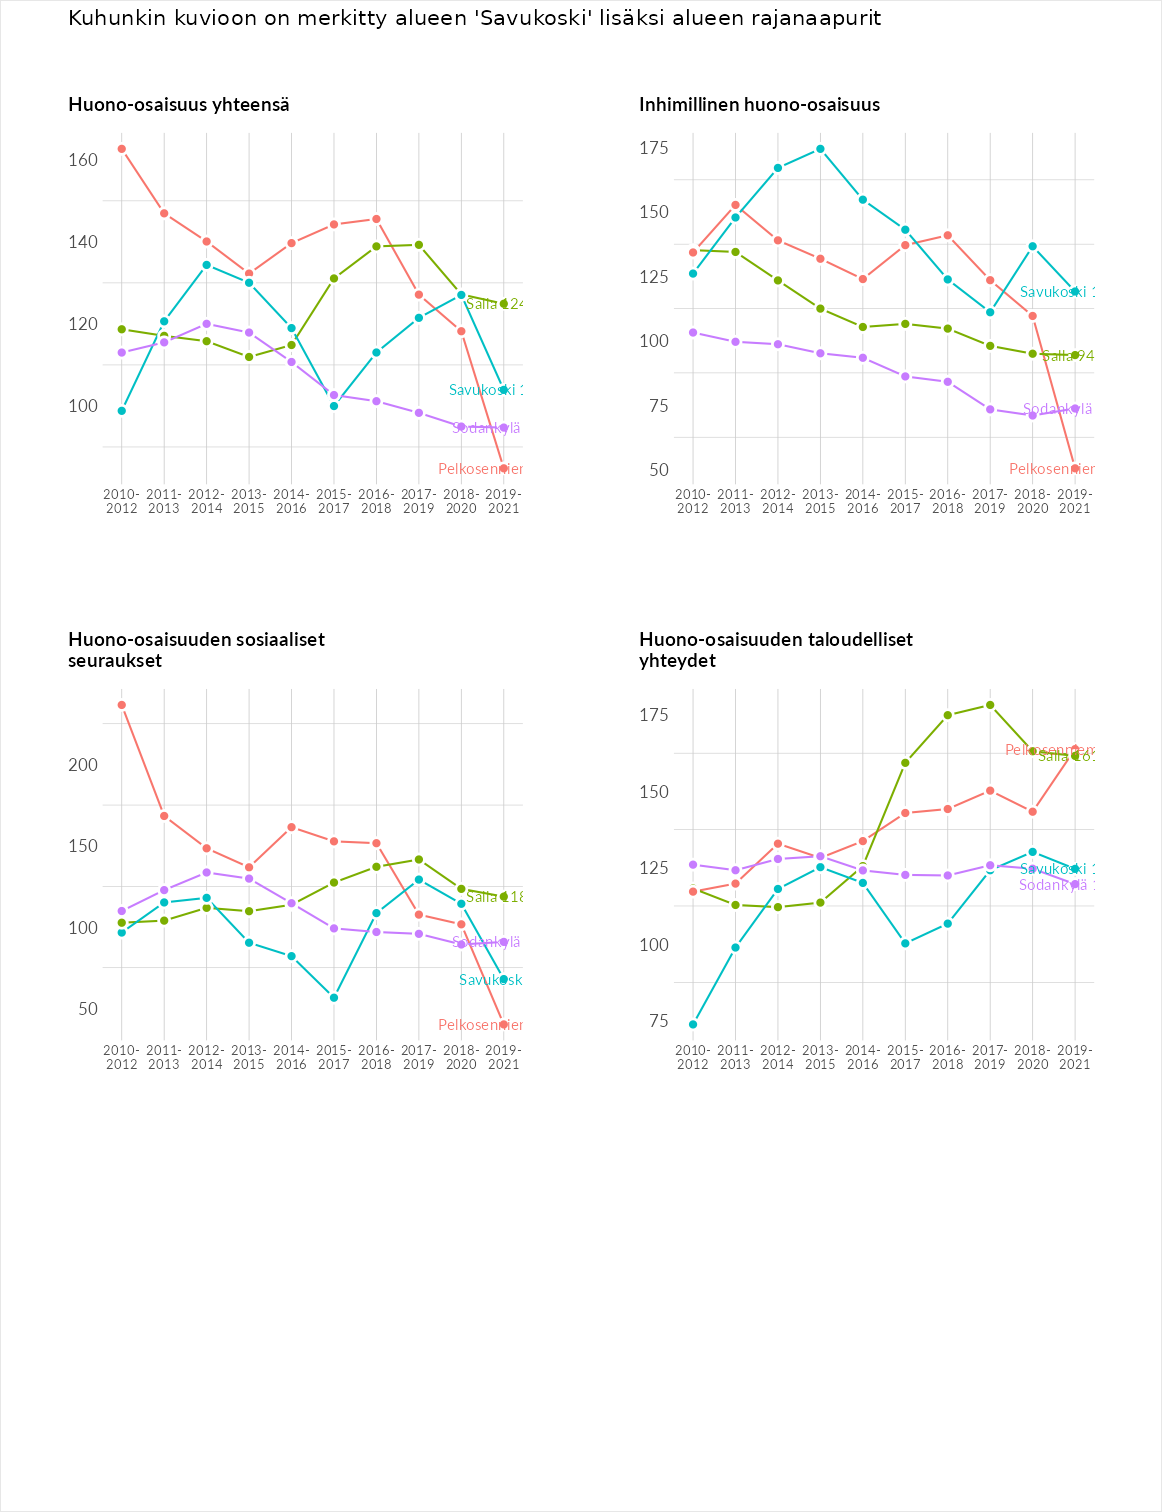 Kuhunkin kuvioon on merkitty alueen 'Savukoski' lisäksi alueen rajanaapurit
Huono-osaisuus yhteensä
160
140
120
100
Salla 124
Savukoski 1
Sodankylä
Pelkosennien
2010- 2011- 2012- 2013- 2014- 2015- 2016- 2017- 2018- 2019-
2012 2013 2014 2015 2016 2017 2018 2019 2020 2021
Inhimillinen huono-osaisuus
175
150
125
100
75
50
Savukoski 1
Salla 94
Sodankylä
Pelkosennien
2010- 2011- 2012- 2013- 2014- 2015- 2016- 2017- 2018- 2019-
2012 2013 2014 2015 2016 2017 2018 2019 2020 2021
Huono-osaisuuden sosiaaliset
seuraukset
200
150
100
50
Salla 118
Sodankylä
Savukosk
Pelkosennien
2010- 2011- 2012- 2013- 2014- 2015- 2016- 2017- 2018- 2019-
2012 2013 2014 2015 2016 2017 2018 2019 2020 2021
Huono-osaisuuden taloudelliset
yhteydet
175
150
125
100
75
Pelkosenniem
Salla 161
Savukoski 1
Sodankylä 1
2010- 2011- 2012- 2013- 2014- 2015- 2016- 2017- 2018- 2019-
2012 2013 2014 2015 2016 2017 2018 2019 2020 2021